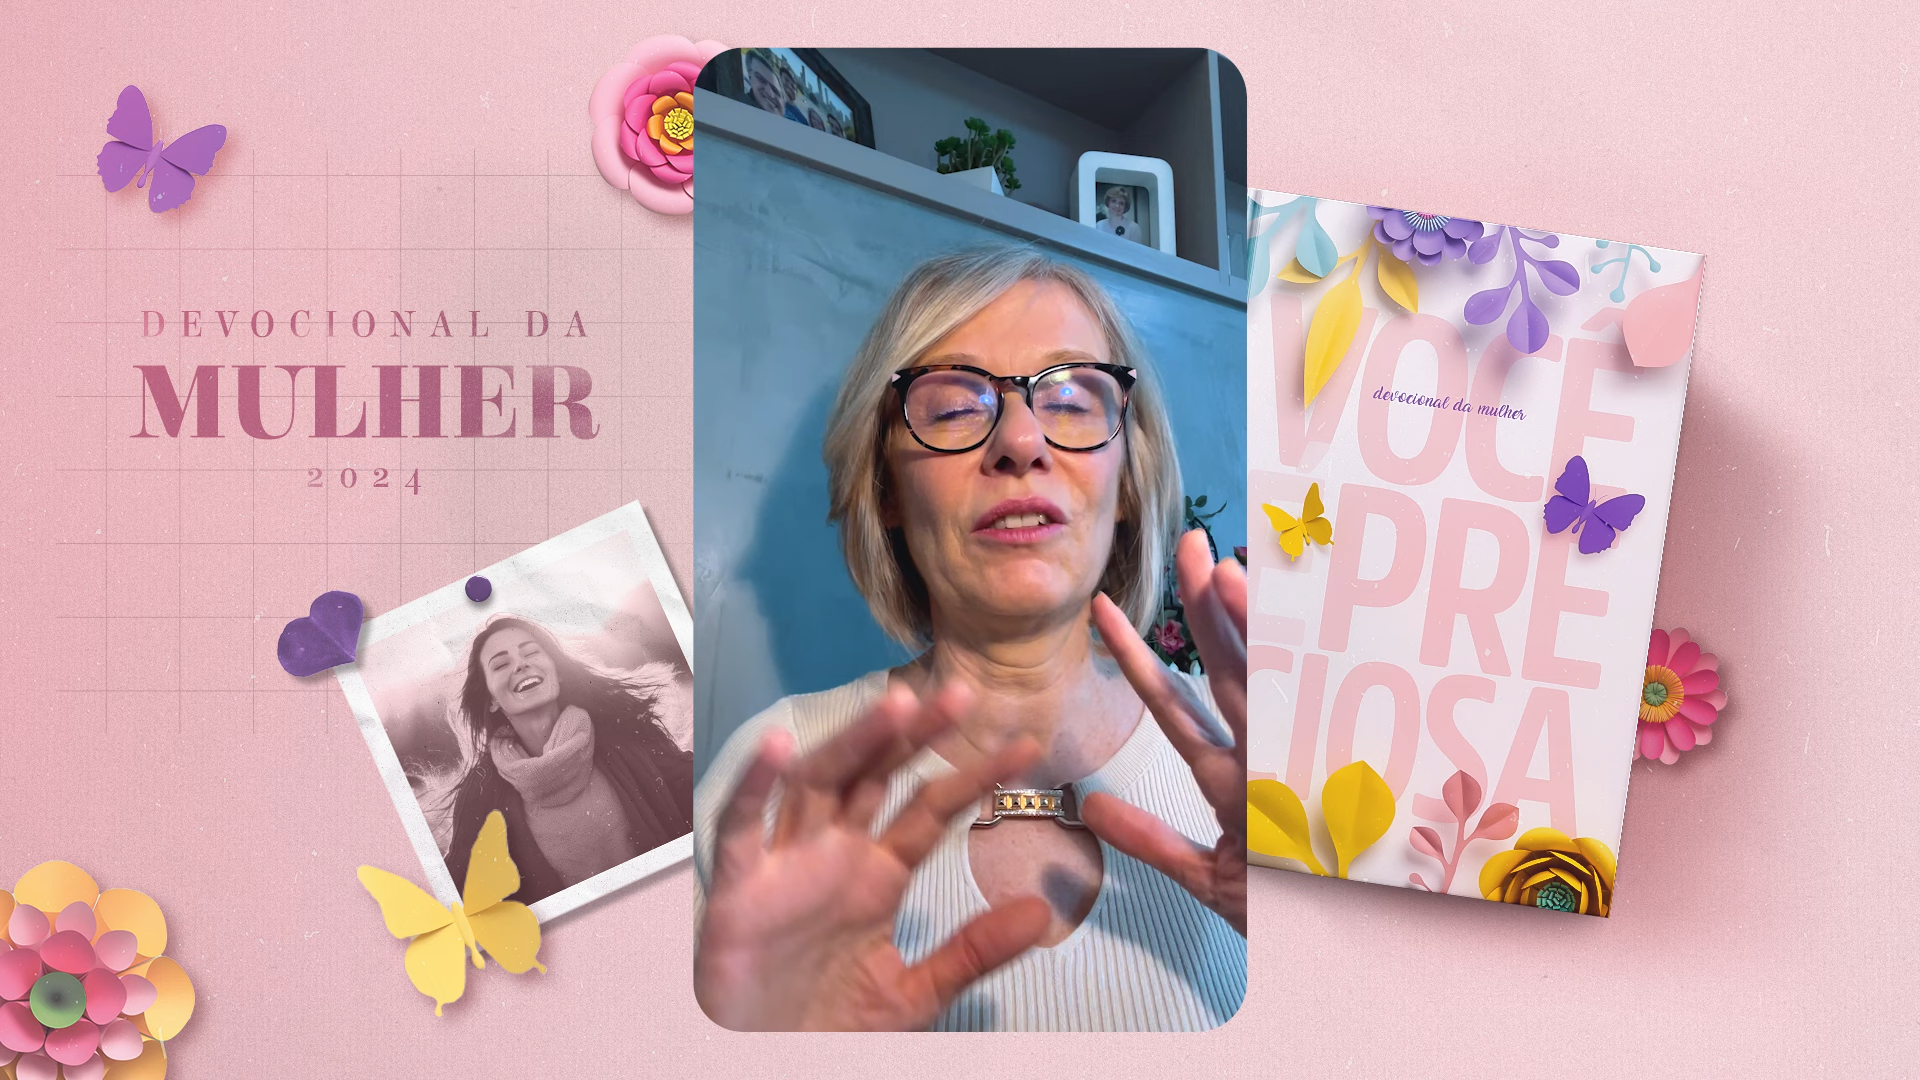 DEVOCIONAL DA
MULHER
2024
devocional da mulher
VOCÊ
É PRE
CIOSA